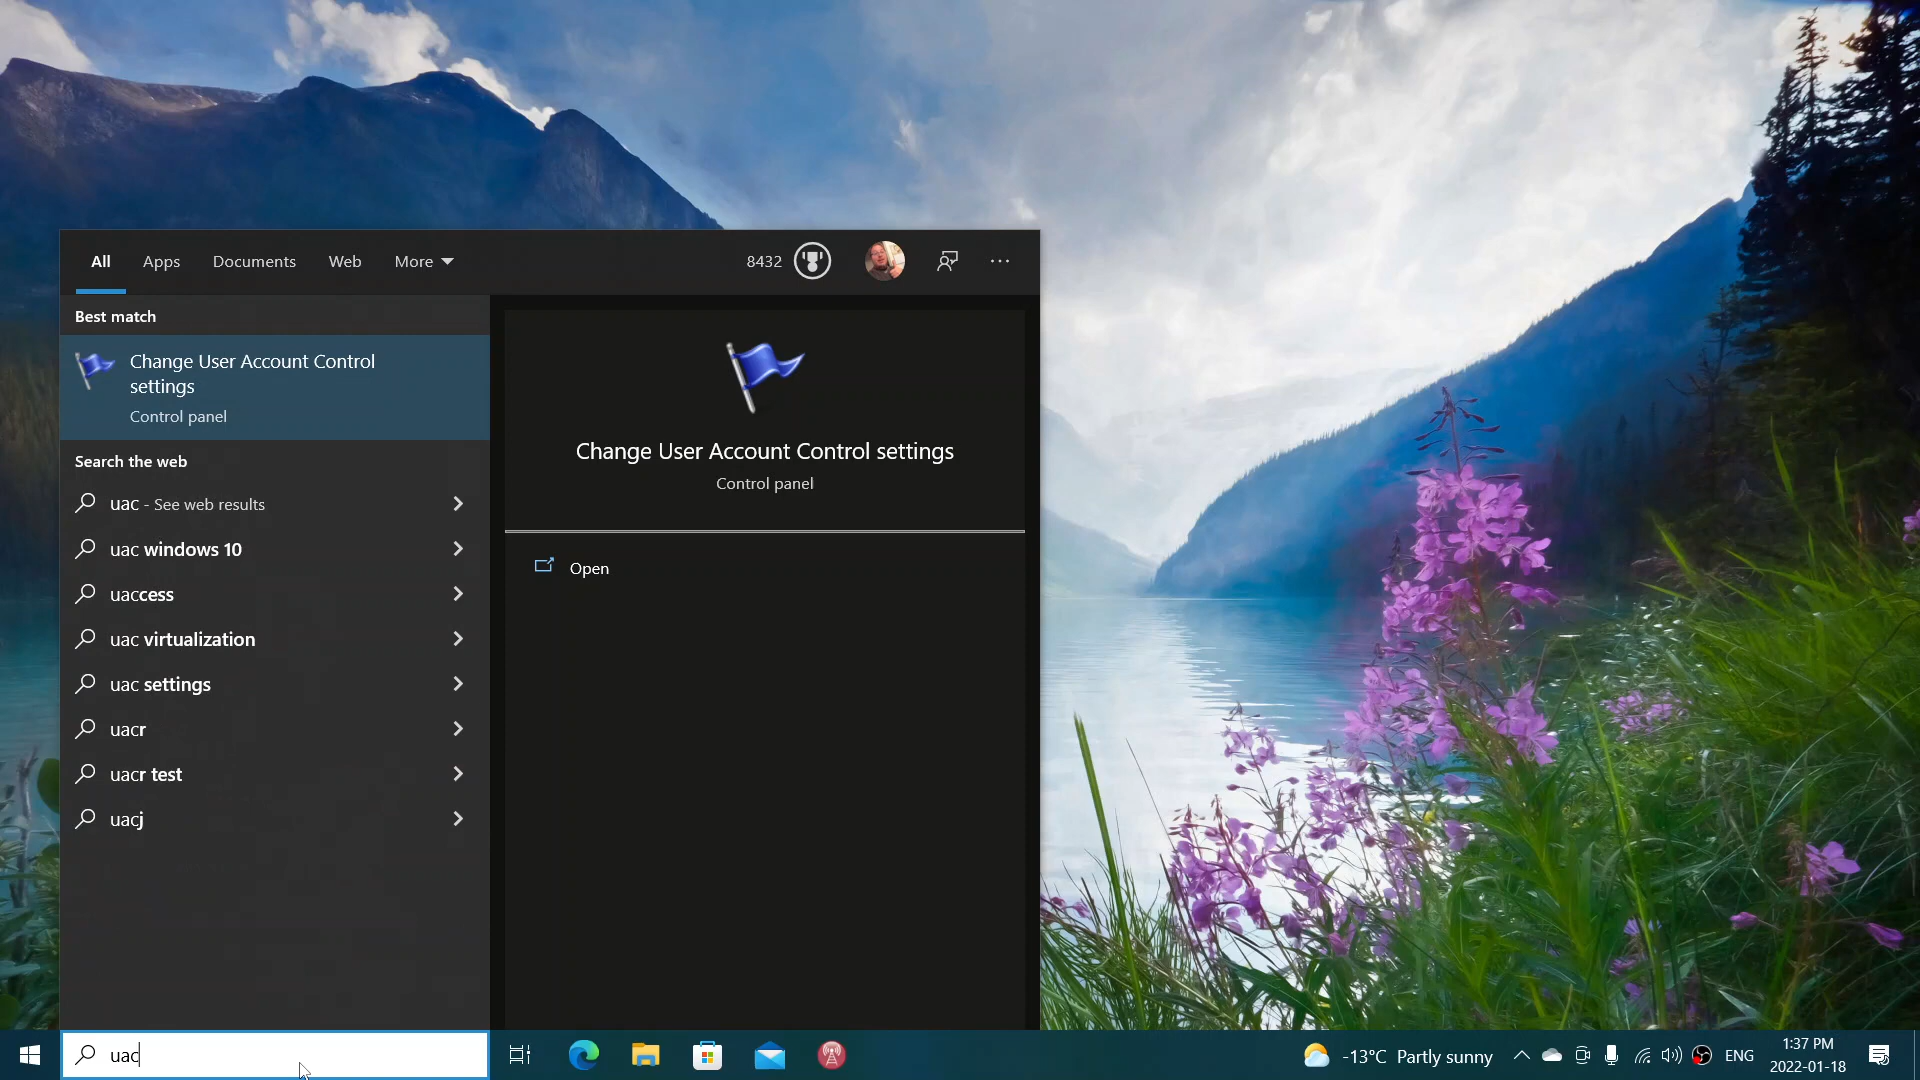 All Apps Documents Web More 8432
Best match
Change User Account Control
settings
Control panel
Search the web
uac - See web results
uac windows 10
uaccess
uac virtualization
uac settings
uacr
uacr test
uacj
Change User Account Control settings
Control panel
Open
uac
-13°C Partly sunny
ENG
1:37 PM
2022-01-18